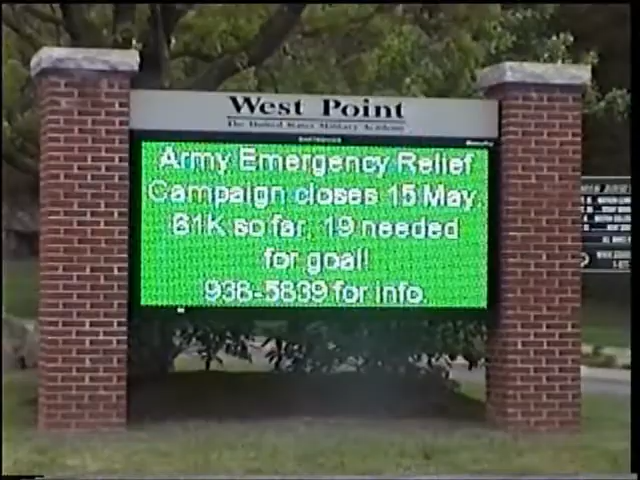 West Point
The United States Military Academy
Army Emergency Relief
Campaign closes 15 May.
61K so far, 19 needed
for goal!
938-5839 for info.